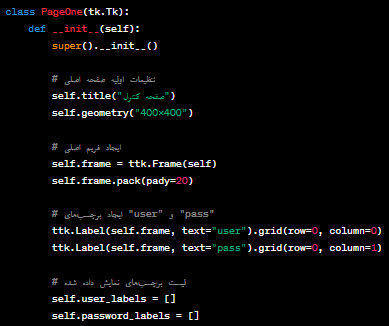 class PageOne(tk.Tk):
def __init__(self):
super().__init__()
# تنظیمات اولیه صفحه اصلی
self.title("صفحه کنترل")
self.geometry("400x400")
# ایجاد فریم اصلی
self.frame = ttk.Frame(self)
self.frame.pack(pady=20)
# ایجاد برچسب‌های "user" و "pass"
ttk.Label(self.frame, text="user").grid(row=0, column=0)
ttk.Label(self.frame, text="pass").grid(row=0, column=1)
# لیست برچسب‌های نمایش داده شده
self.user_labels = []
self.password_labels = []